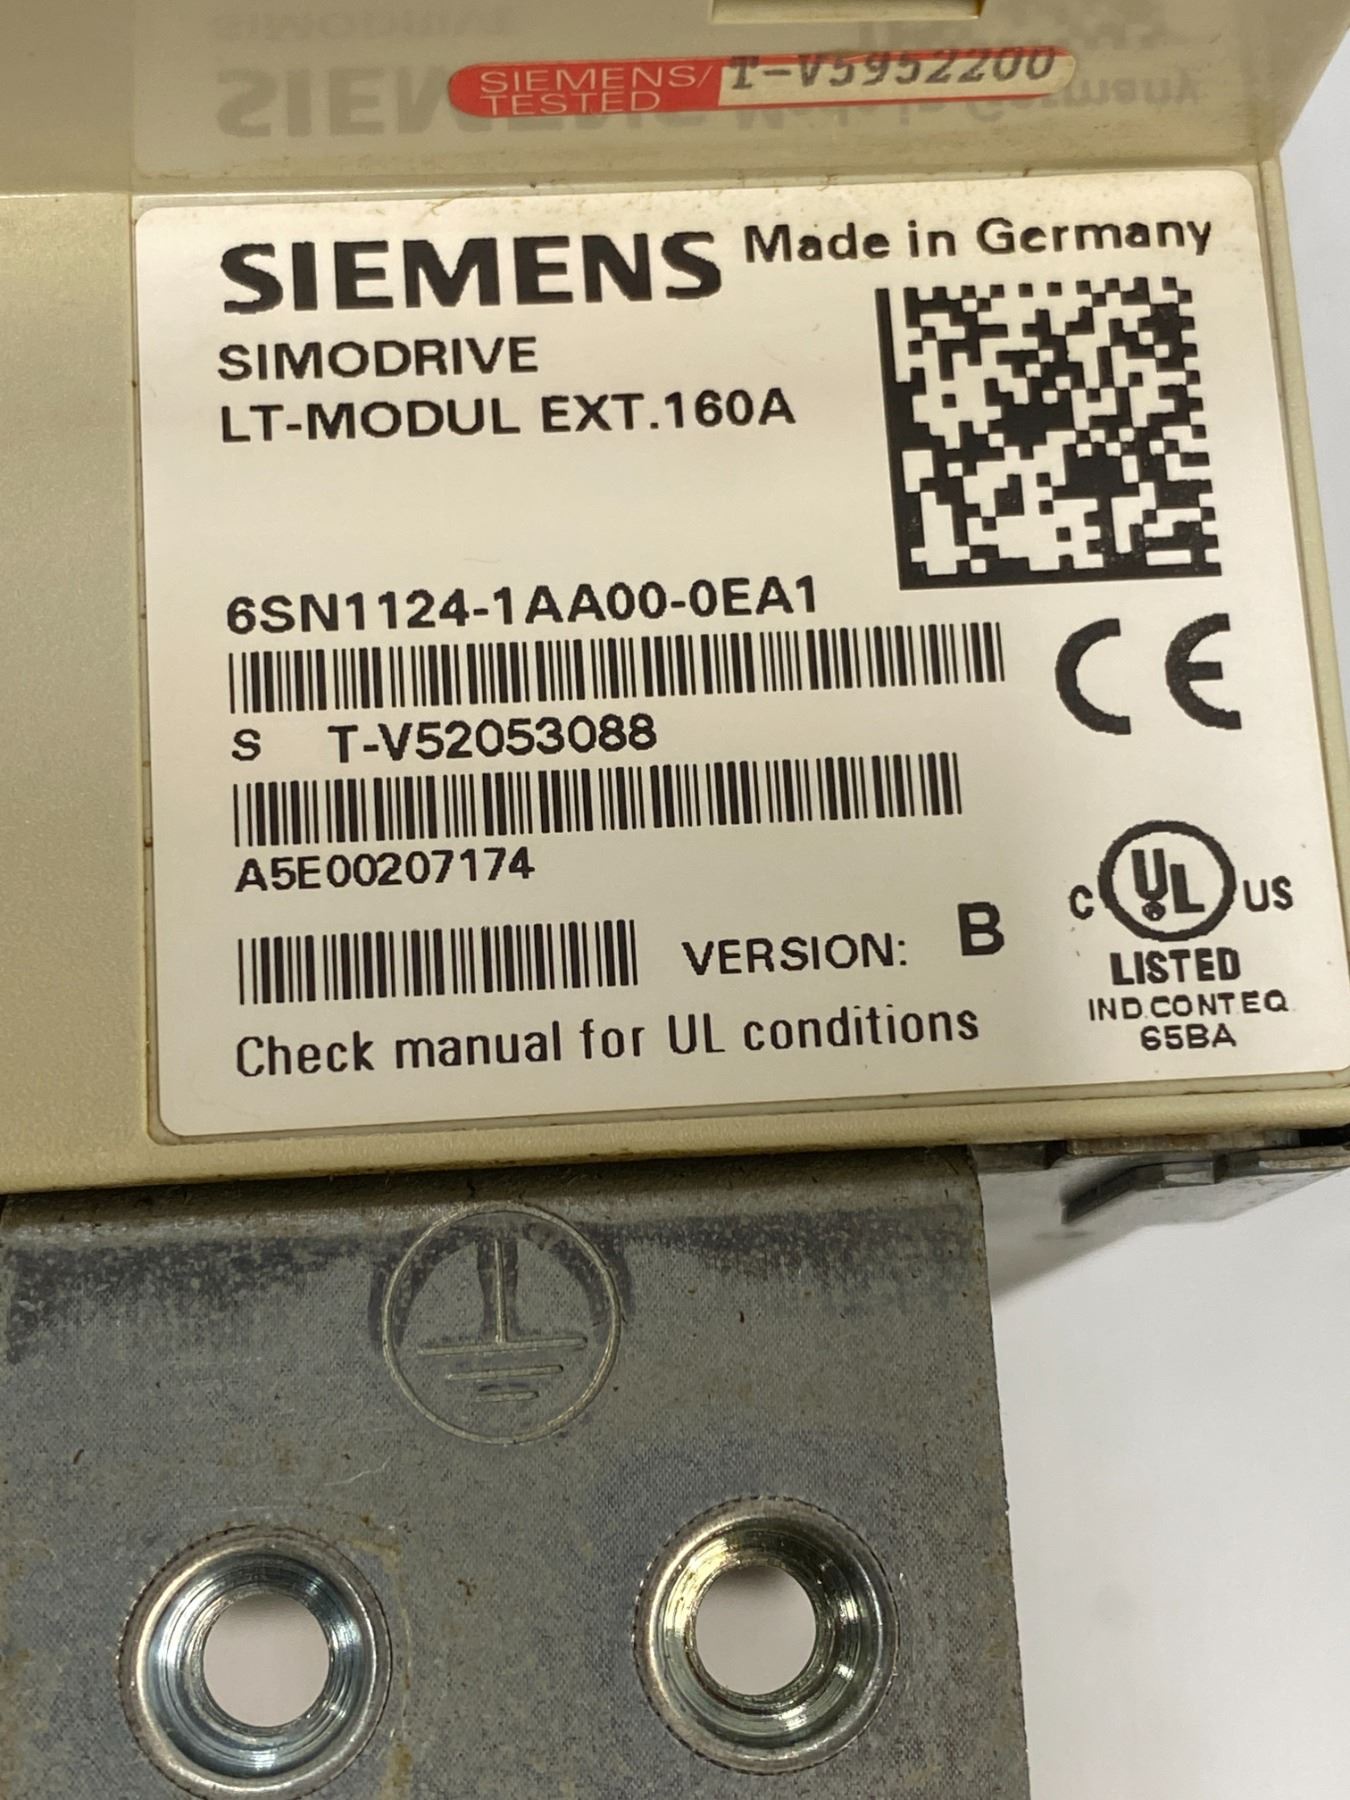 SIEMENS/ T-V5952200
TESTED
SIEMENS Made in Germany
SIMODRIVE
LT-MODUL EXT.160A
6SN1124-1AA00-0EA1
S T-V52053088
A5E00207174
VERSION: B
Check manual for UL conditions
CE
C UL US
LISTED
IND.CONT.EQ.
65BA